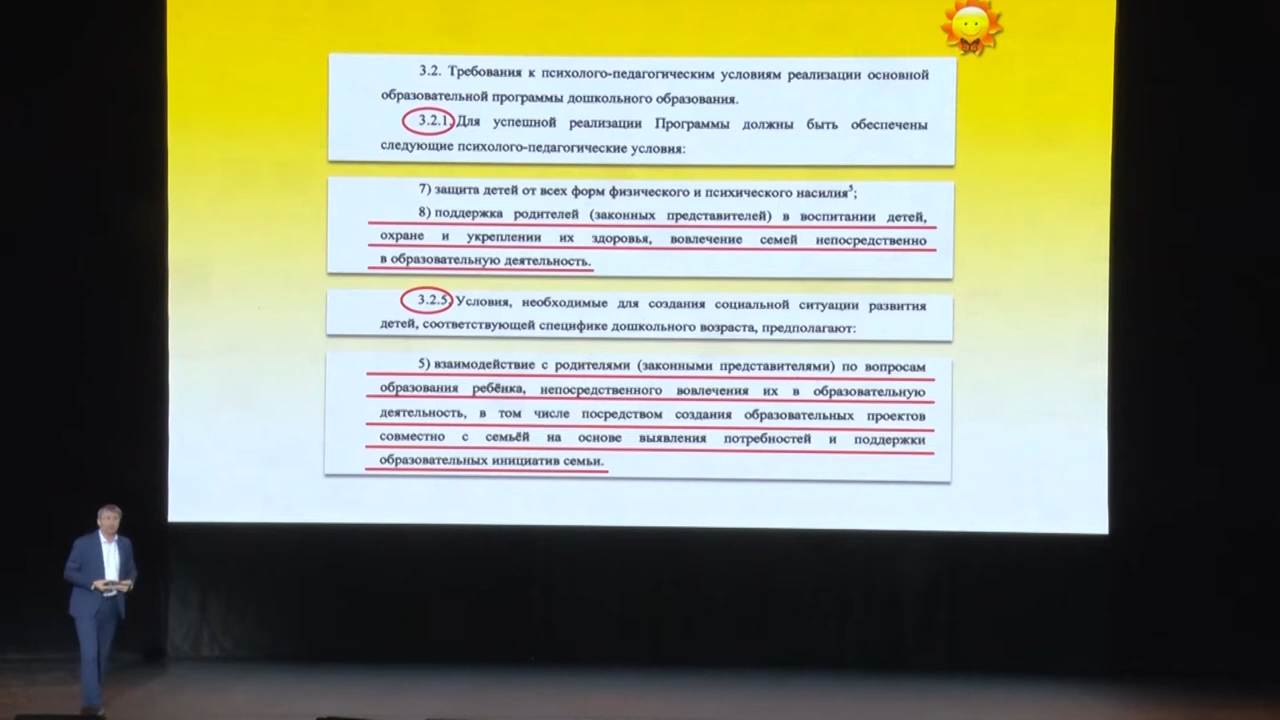 3.2. Требования к психолого-педагогическим условиям реализации основной
образовательной программы дошкольного образования.
3.2.1. Для успешной реализации Программы должны быть обеспечены
следующие психолого-педагогические условия:
7) защита детей от всех форм физического и психического насилия⁵;
8) поддержка родителей (законных представителей) в воспитании детей,
охране и укреплении их здоровья, вовлечение семей непосредственно
в образовательную деятельность.
3.2.5. Условия, необходимые для создания социальной ситуации развития
детей, соответствующей специфике дошкольного возраста, предполагают:
5) взаимодействие с родителями (законными представителями) по вопросам
образования ребёнка, непосредственного вовлечения их в образовательную
деятельность, в том числе посредством создания образовательных проектов
совместно с семьёй на основе выявления потребностей и поддержки
образовательных инициатив семьи.